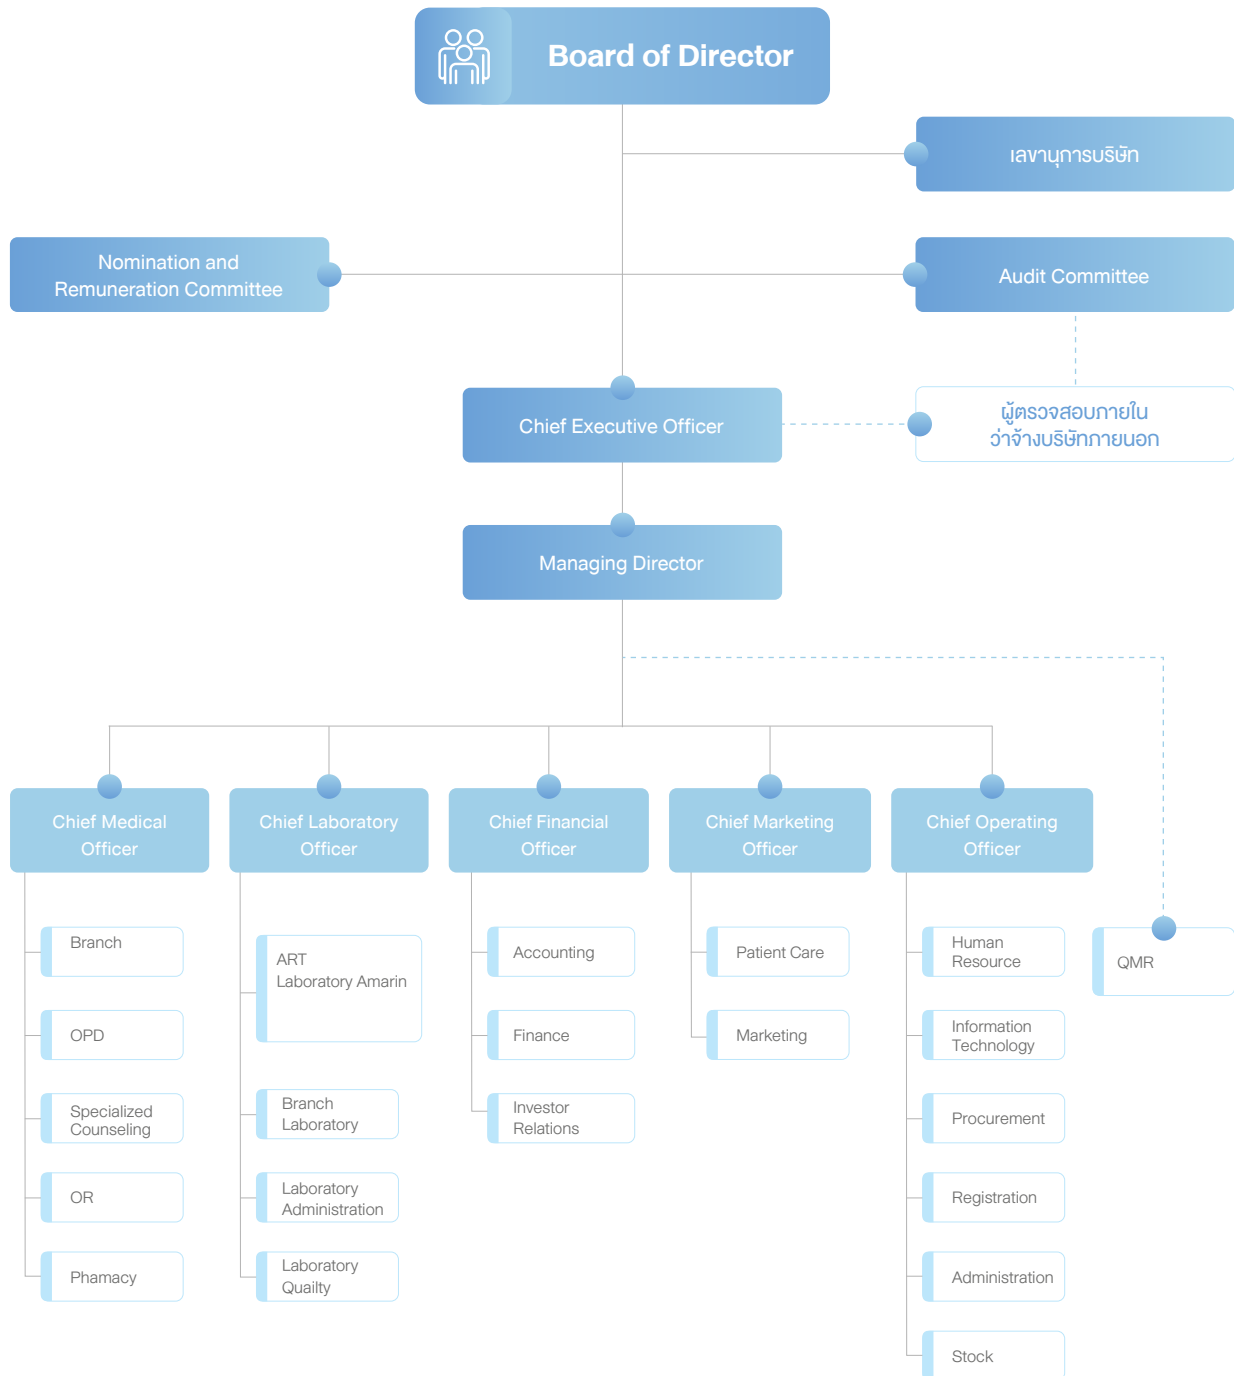 Board of Director
เลขานุการบริษัท
Nomination and
Remuneration Committee
Audit Committee
Chief Executive Officer
ผู้ตรวจสอบภายใน
ว่าจ้างบริษัทภายนอก
Managing Director
Chief Medical
Officer
Chief Laboratory
Officer
Chief Financial
Officer
Chief Marketing
Officer
Chief Operating
Officer
Branch
OPD
Specialized
Counseling
OR
Phamacy
ART
Laboratory Amarin
Branch
Laboratory
Laboratory
Administration
Laboratory
Quailty
Accounting
Finance
Investor
Relations
Patient Care
Marketing
Human
Resource
Information
Technology
Procurement
Registration
Administration
Stock
QMR